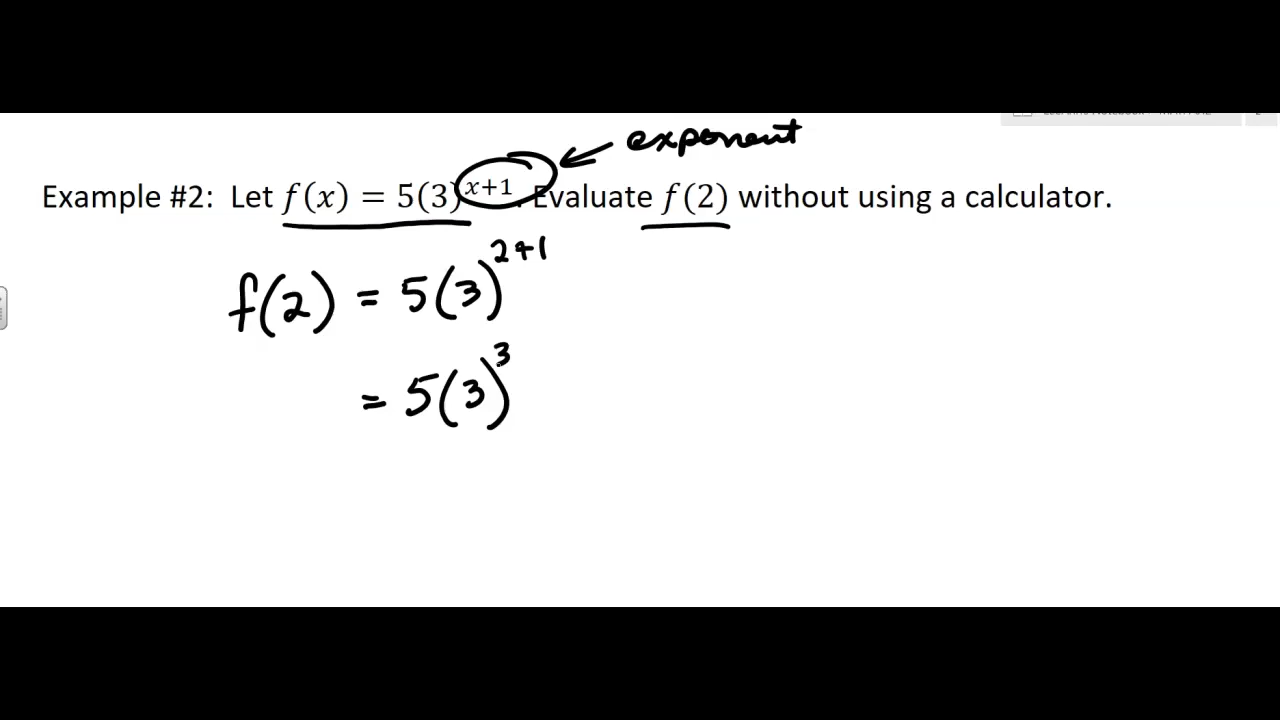 exponent
Example #2: Let f(x) = 5(3)^{x+1}. Evaluate f(2) without using a calculator.
f(2) = 5(3)^{2+1}
= 5(3)^3